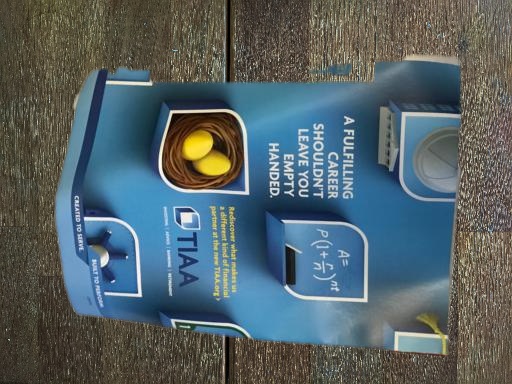 A FULFILLING
CAREER
SHOULDN'T
LEAVE YOU
EMPTY
HANDED.
A=
P(1+r/n)nt
Rediscover what makes us
a different kind of financial
partner at the new TIAA.org
TIAA
CREATED TO SERVE.
BUILT TO PERFORM.